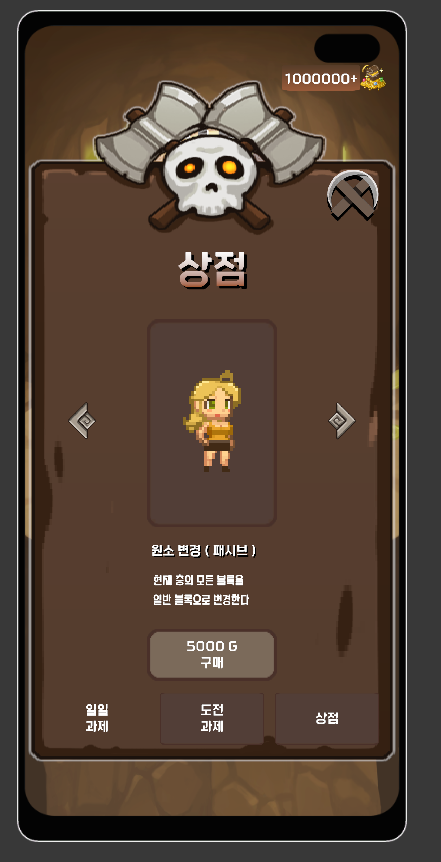 1000000+
상점
원소 변경 ( 패시브 )
현재 층의 모든 블록을
일반 블록으로 변경한다
5000 G
구매
일일
과제
도전
과제
상점